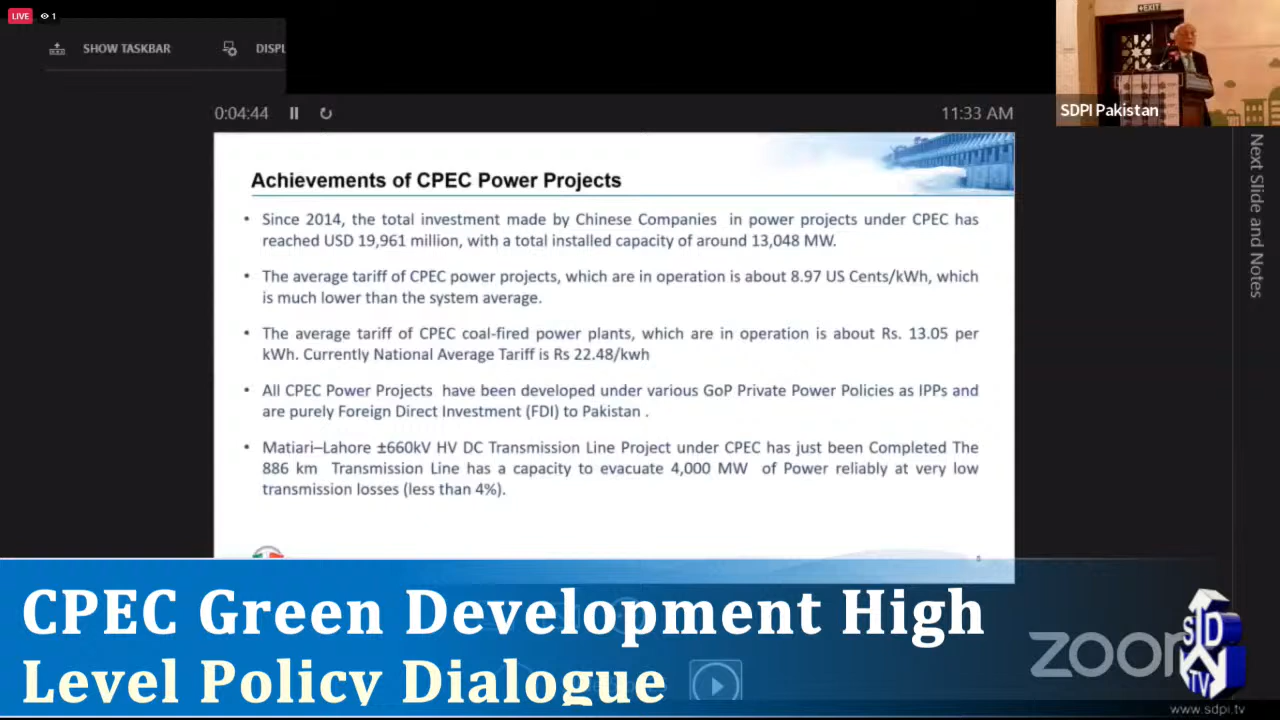 LIVE 1
SHOW TASKBAR DISPL
EXIT
SDPI Pakistan
0:04:44 11:33 AM
Next Slide and Notes
Achievements of CPEC Power Projects
• Since 2014, the total investment made by Chinese Companies in power projects under CPEC has
reached USD 19,961 million, with a total installed capacity of around 13,048 MW.
• The average tariff of CPEC power projects, which are in operation is about 8.97 US Cents/kWh, which
is much lower than the system average.
• The average tariff of CPEC coal-fired power plants, which are in operation is about Rs. 13.05 per
kWh. Currently National Average Tariff is Rs 22.48/kwh
• All CPEC Power Projects have been developed under various GoP Private Power Policies as IPPs and
are purely Foreign Direct Investment (FDI) to Pakistan .
• Matiari–Lahore ±660kV HV DC Transmission Line Project under CPEC has just been Completed The
886 km Transmission Line has a capacity to evacuate 4,000 MW of Power reliably at very low
transmission losses (less than 4%).
5
CPEC Green Development High
Level Policy Dialogue
zoom
SDPI
TV
www.sdpi.tv